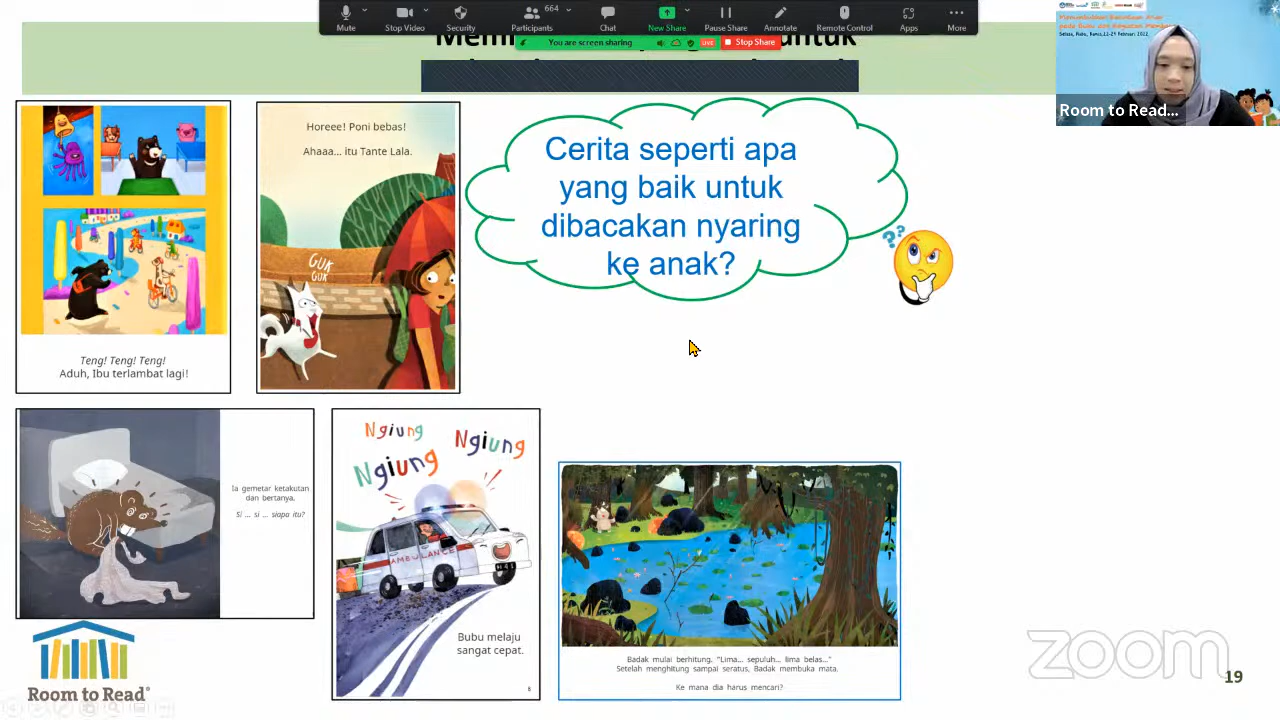 Mute
Stop Video
Security
Participants
664
Chat
New Share
Pause Share
Annotate
Remote Control
Apps
More
You are screen sharing
LIVE
Stop Share
Room to Read...
Horeee! Poni bebas!
Ahaaa... itu Tante Lala.
GUK
GUK
Teng! Teng! Teng!
Aduh, Ibu terlambat lagi!
Cerita seperti apa
yang baik untuk
dibacakan nyaring
ke anak?
Ia gemetar ketakutan
dan bertanya,
Si ... si ... siapa itu?
Ngiung
Ngiung
Ngiung
AMBULANCE
Bubu melaju
sangat cepat.
8
Badak mulai berhitung. "Lima... sepuluh... lima belas..."
Setelah menghitung sampai seratus, Badak membuka mata.
Ke mana dia harus mencari?
Room to Read®
zoom
19